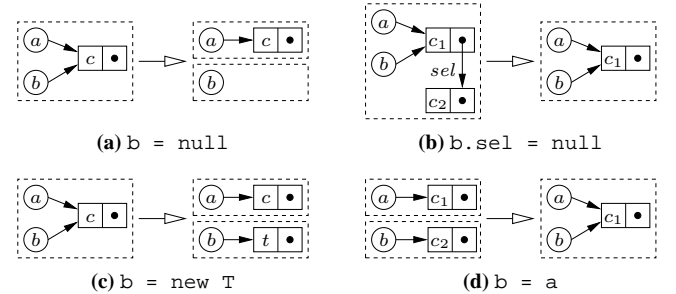 a
c
b
a
c
b
(a) b = null
a
c1
b
sel
c2
a
c1
b
(b) b.sel = null
a
c
b
a
c
b
t
(c) b = new T
a
c1
b
c2
a
c1
b
(d) b = a